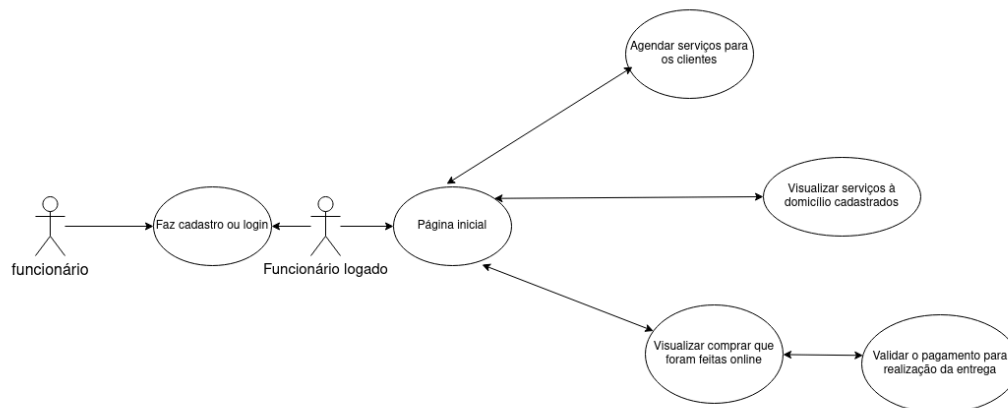 Agendar serviços para
os clientes
Visualizar serviços à
domicílio cadastrados
Faz cadastro ou login
Página inicial
funcionário
Funcionário logado
Visualizar comprar que
foram feitas online
Validar o pagamento para
realização da entrega